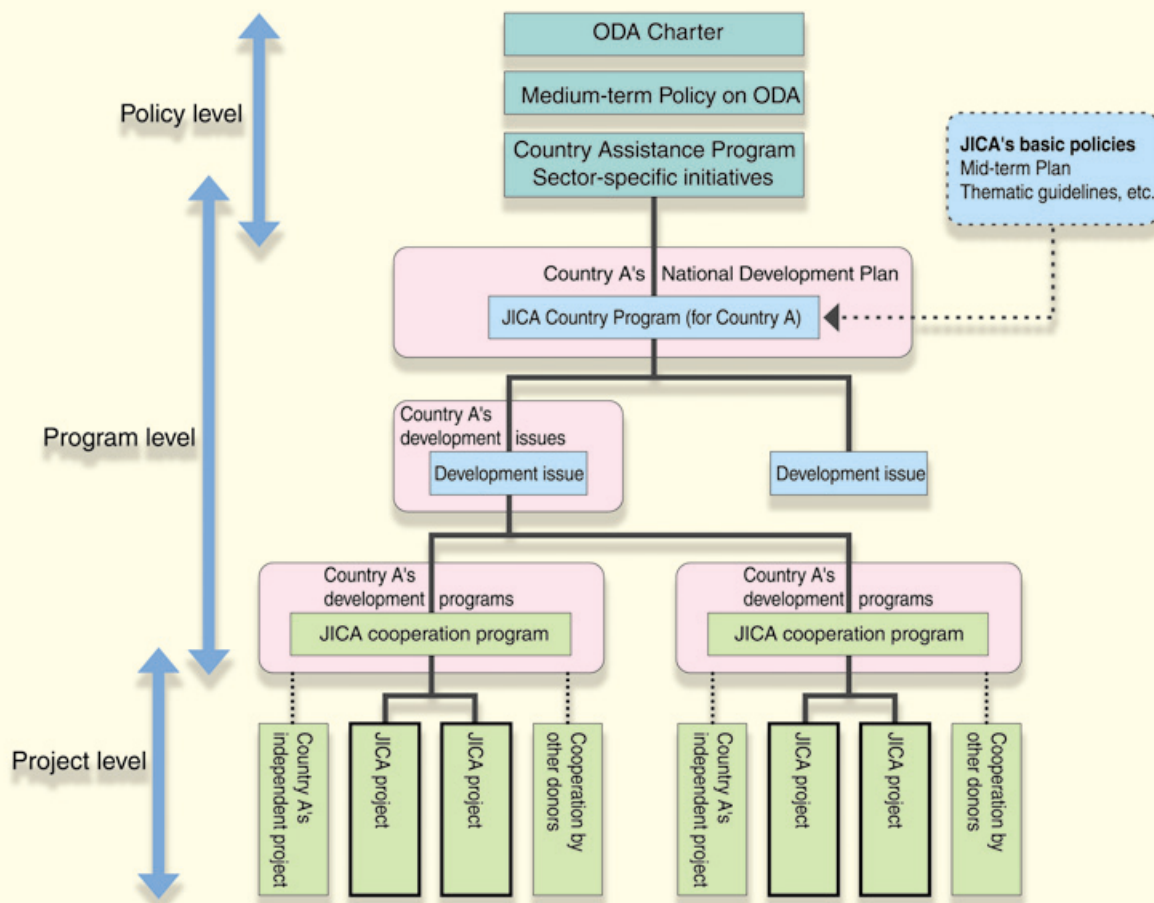 ODA Charter
Medium-term Policy on ODA
Policy level
Country Assistance Program
Sector-specific initiatives
JICA's basic policies
Mid-term Plan
Thematic guidelines, etc.
Country A's National Development Plan
JICA Country Program (for Country A)
Program level
Country A's
development issues
Development issue
Development issue
Country A's
development programs
JICA cooperation program
Country A's
development programs
JICA cooperation program
Project level
Country A's
independent project
JICA project
JICA project
Cooperation by
other donors
Country A's
independent project
JICA project
JICA project
Cooperation by
other donors